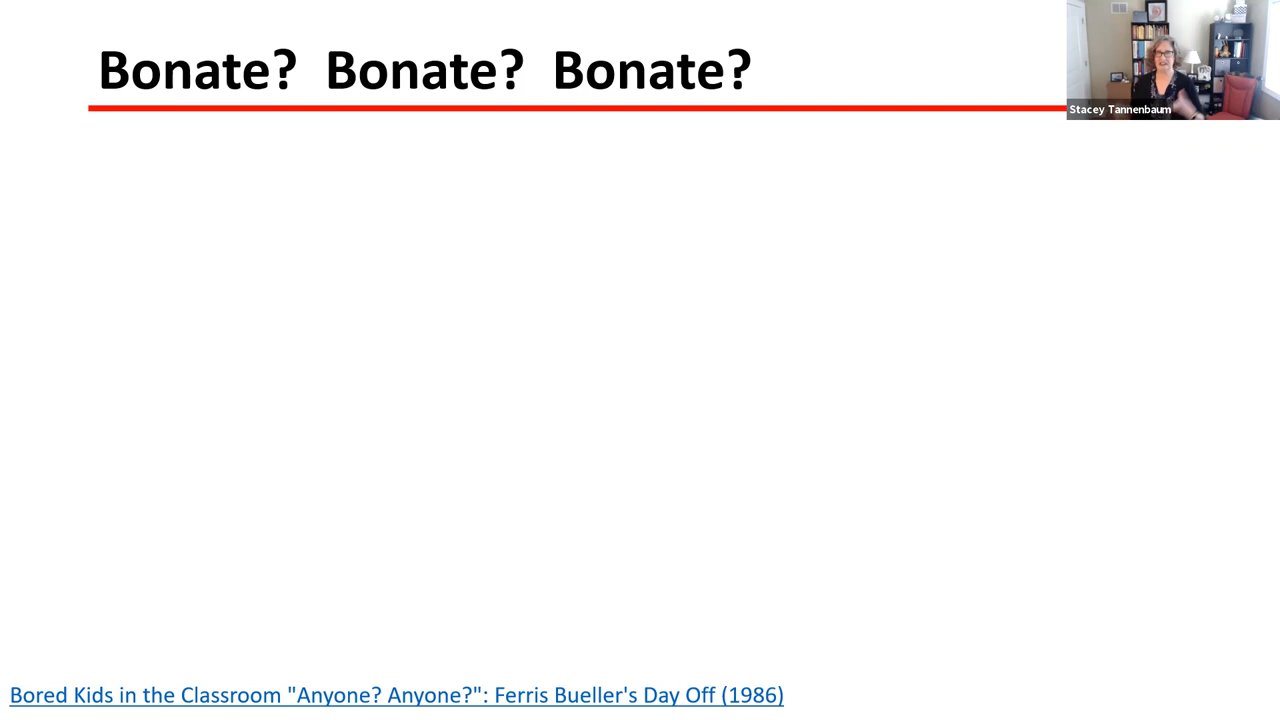 Bonate? Bonate? Bonate?
Stacey Tannenbaum
Bored Kids in the Classroom "Anyone? Anyone?": Ferris Bueller's Day Off (1986)